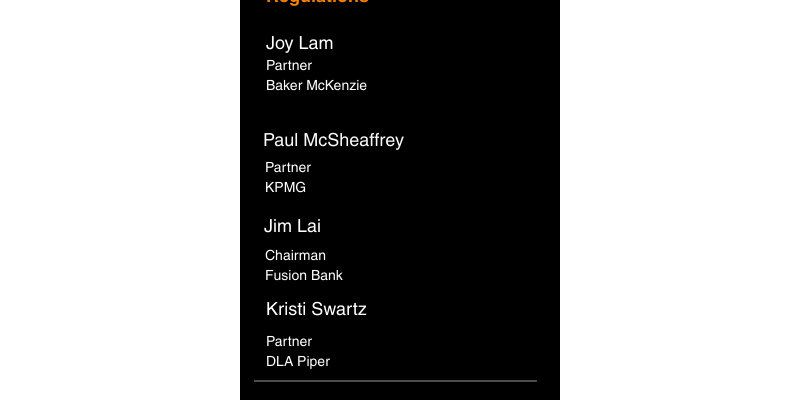 Regulations
Joy Lam
Partner
Baker McKenzie
Paul McSheaffrey
Partner
KPMG
Jim Lai
Chairman
Fusion Bank
Kristi Swartz
Partner
DLA Piper